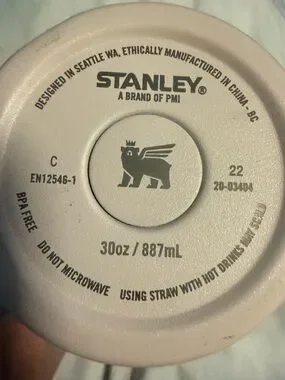 DESIGNED IN SEATTLE WA, ETHICALLY MANUFACTURED IN CHINA - BC
STANLEY®
A BRAND OF PMI
C
EN12546-1
22
20-03404
30oz / 887mL
BPA FREE
DO NOT MICROWAVE
USING STRAW WITH HOT DRINKS MAY SCALD